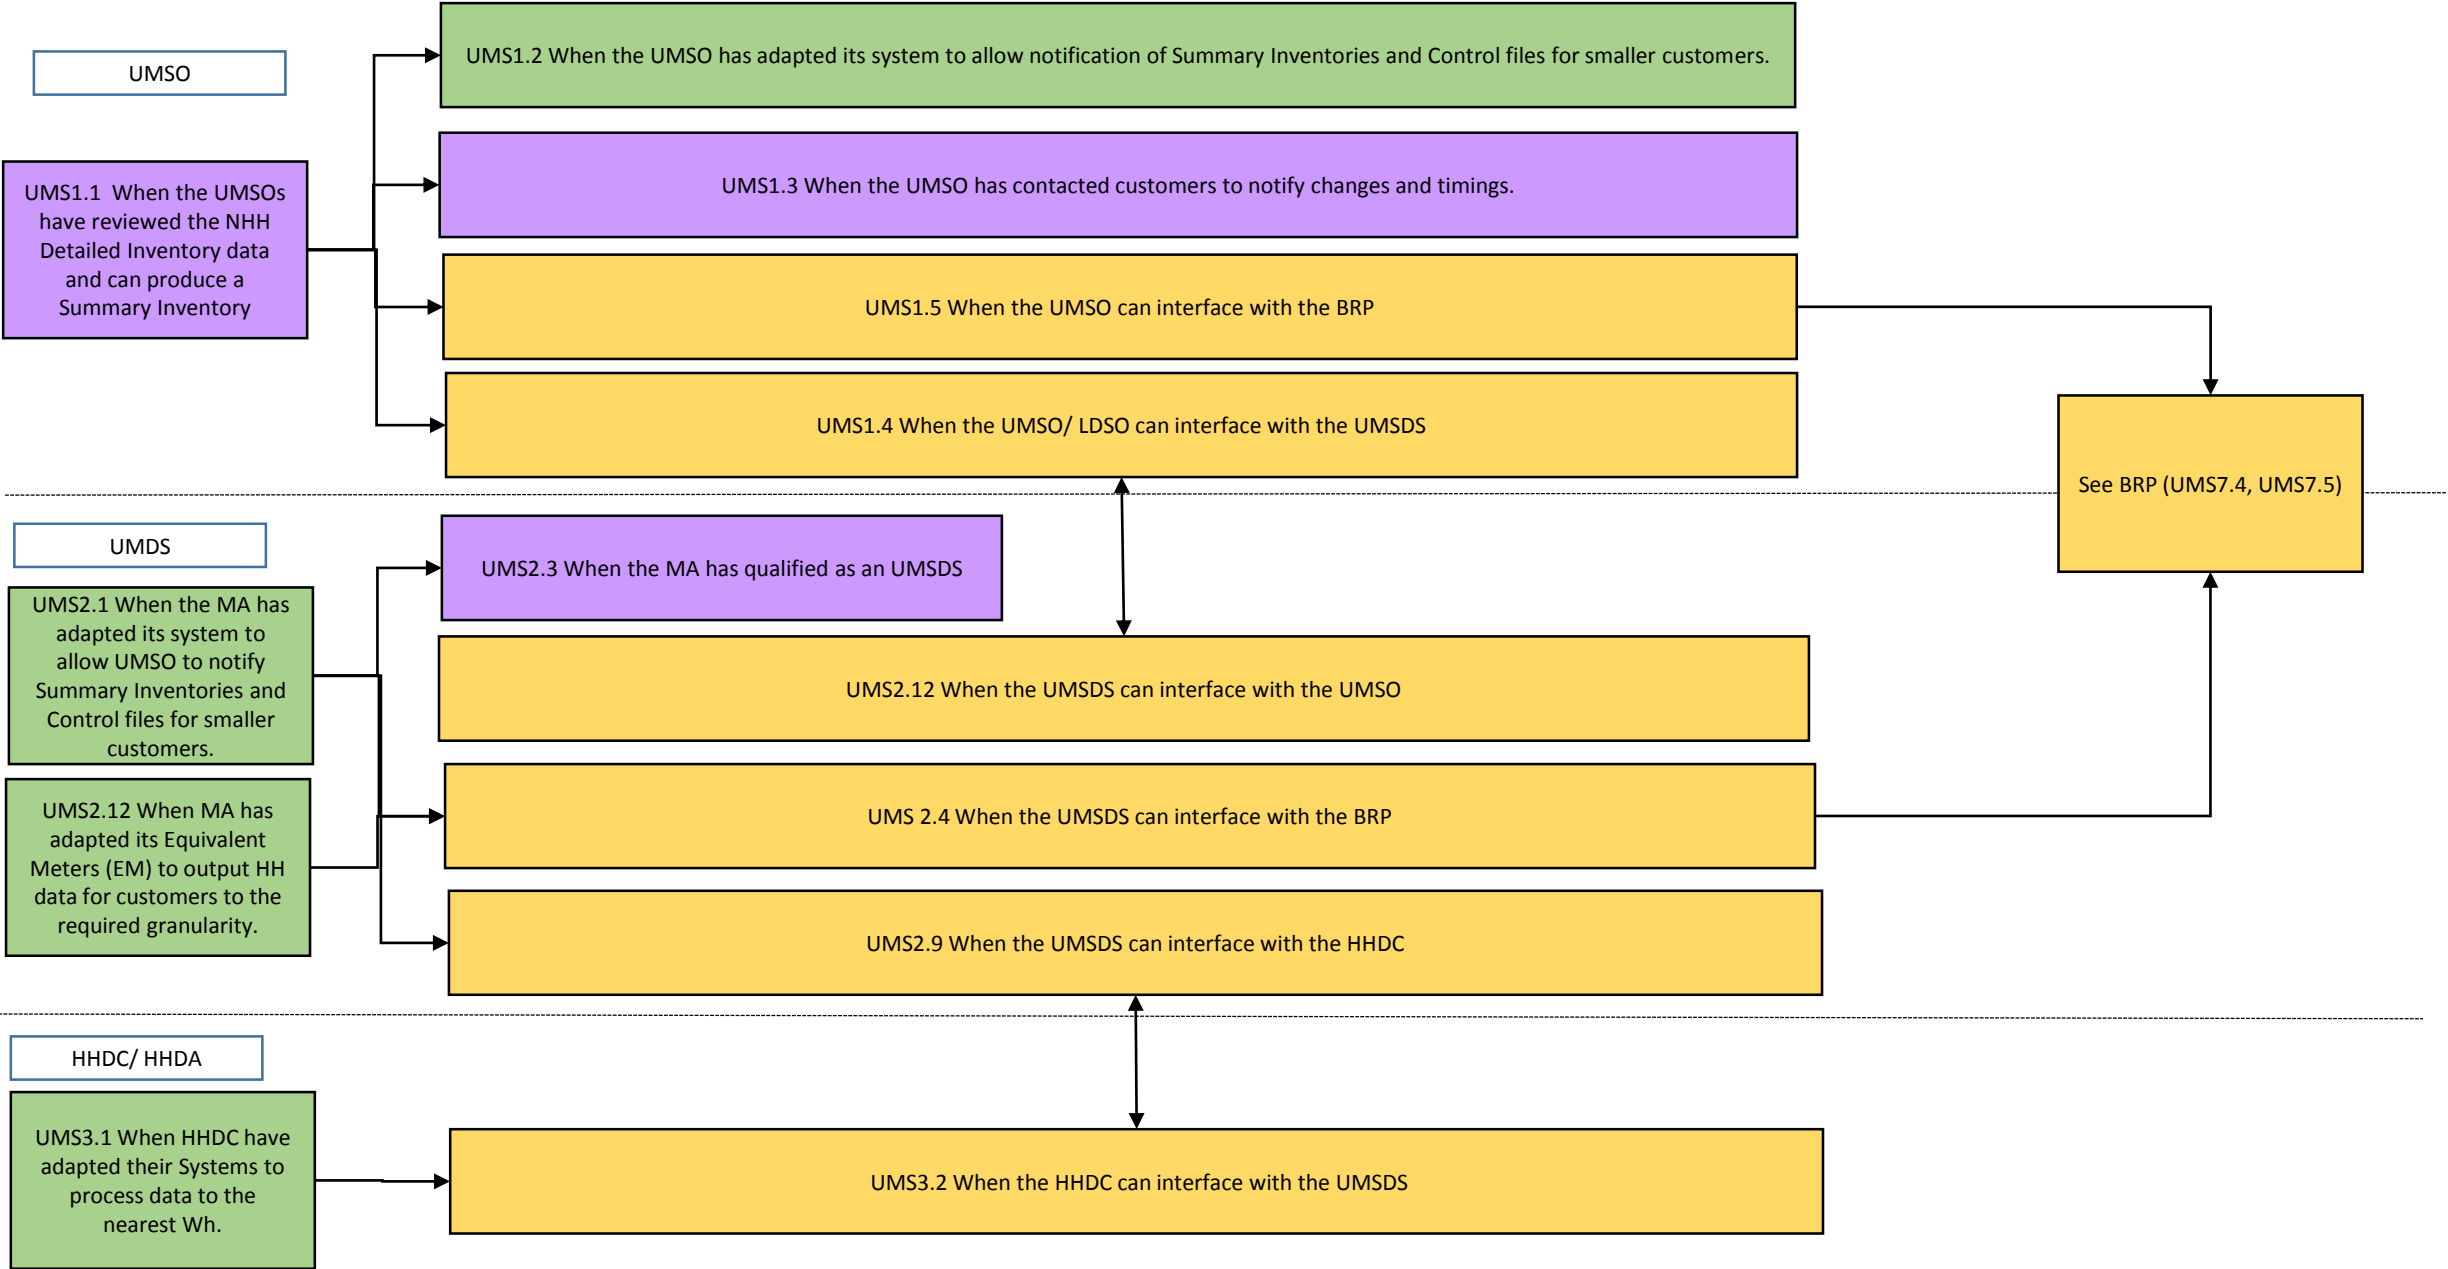 UMSO
UMS1.2 When the UMSO has adapted its system to allow notification of Summary Inventories and Control files for smaller customers.
UMS1.1  When the UMSOs
have reviewed the NHH
Detailed Inventory data
and can produce a
Summary Inventory
UMS1.3 When the UMSO has contacted customers to notify changes and timings.
UMS1.5 When the UMSO can interface with the BRP
UMS1.4 When the UMSO/ LDSO can interface with the UMSDS
See BRP (UMS7.4, UMS7.5)
UMDS
UMS2.3 When the MA has qualified as an UMSDS
UMS2.1 When the MA has
adapted its system to
allow UMSO to notify
Summary Inventories and
Control files for smaller
customers.
UMS2.12 When the UMSDS can interface with the UMSO
UMS2.12 When MA has
adapted its Equivalent
Meters (EM) to output HH
data for customers to the
required granularity.
UMS 2.4 When the UMSDS can interface with the BRP
UMS2.9 When the UMSDS can interface with the HHDC
HHDC/ HHDA
UMS3.1 When HHDC have
adapted their Systems to
process data to the
nearest Wh.
UMS3.2 When the HHDC can interface with the UMSDS